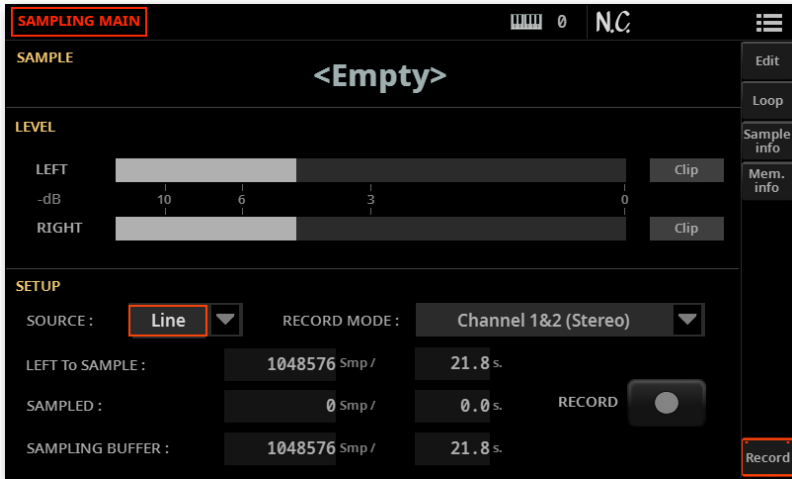 SAMPLING MAIN 0 N.C.
SAMPLE
<Empty>
Edit
Loop
LEVEL
Sample
info
LEFT Clip
Mem.
info
-dB 10 6 3 0
RIGHT Clip
SETUP
SOURCE : Line RECORD MODE : Channel 1&2 (Stereo)
LEFT To SAMPLE : 1048576 Smp / 21.8 s.
SAMPLED : 0 Smp / 0.0 s. RECORD
SAMPLING BUFFER : 1048576 Smp / 21.8 s.
Record